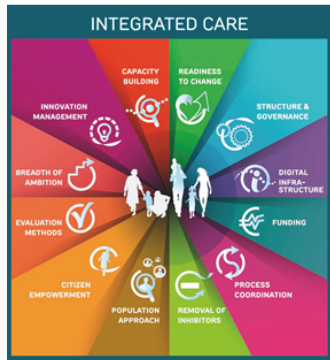 INTEGRATED CARE
CAPACITY
BUILDING
READINESS
TO CHANGE
INNOVATION
MANAGEMENT
STRUCTURE &
GOVERNANCE
BREADTH OF
AMBITION
DIGITAL
INFRA-
STRUCTURE
EVALUATION
METHODS
FUNDING
CITIZEN
EMPOWERMENT
PROCESS
COORDINATION
POPULATION
APPROACH
REMOVAL OF
INHIBITORS